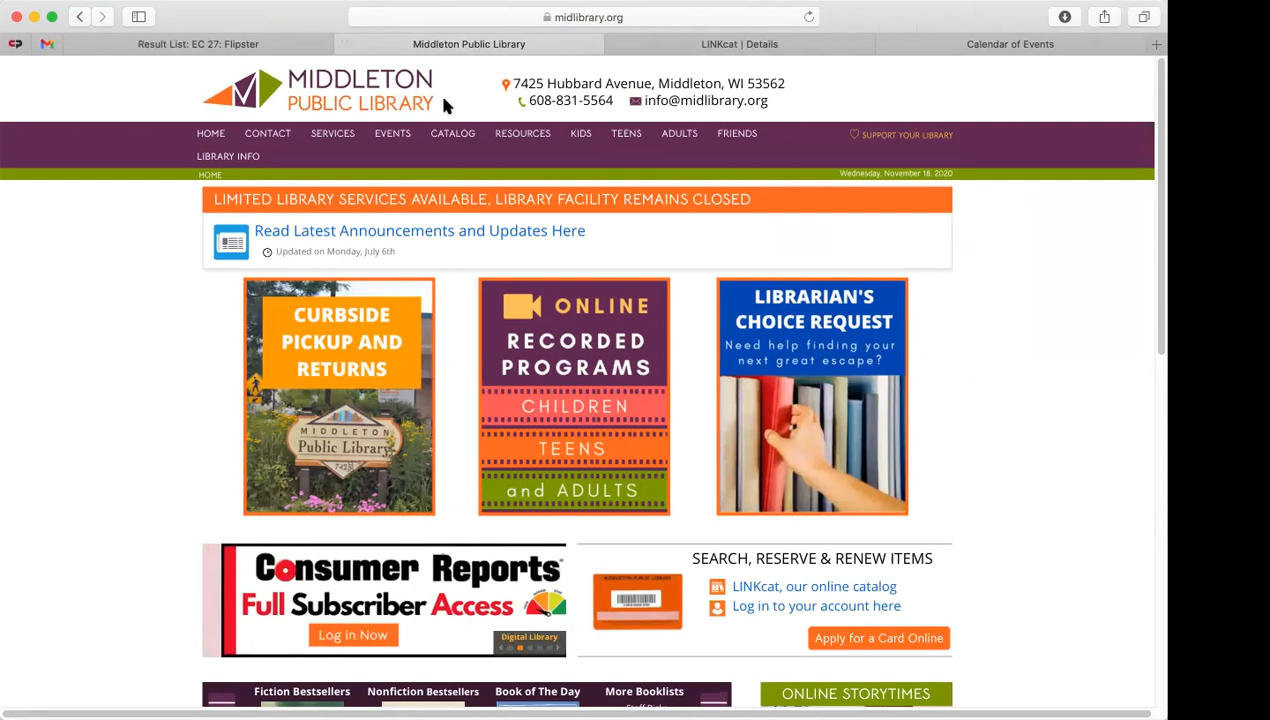 midlibrary.org
Result List: EC 27: Flipster
Middleton Public Library
LINKcat | Details
Calendar of Events
MIDDLETON
PUBLIC LIBRARY
7425 Hubbard Avenue, Middleton, WI 53562
608-831-5564 info@midlibrary.org
HOME CONTACT SERVICES EVENTS CATALOG RESOURCES KIDS TEENS ADULTS FRIENDS
SUPPORT YOUR LIBRARY
LIBRARY INFO
HOME
Wednesday, November 18, 2020
LIMITED LIBRARY SERVICES AVAILABLE, LIBRARY FACILITY REMAINS CLOSED
Read Latest Announcements and Updates Here
Updated on Monday, July 6th
CURBSIDE
PICKUP AND
RETURNS
MIDDLETON
Public Library
7425
ONLINE
RECORDED
PROGRAMS
CHILDREN
TEENS
and ADULTS
LIBRARIAN'S
CHOICE REQUEST
Need help finding your
next great escape?
Consumer Reports
Full Subscriber Access
Log in Now
Digital Library
SEARCH, RESERVE & RENEW ITEMS
MIDDLETON PUBLIC LIBRARY
LINKcat, our online catalog
Log in to your account here
Apply for a Card Online
Fiction Bestsellers
Nonfiction Bestsellers
Book of The Day
More Booklists
ONLINE STORYTIMES